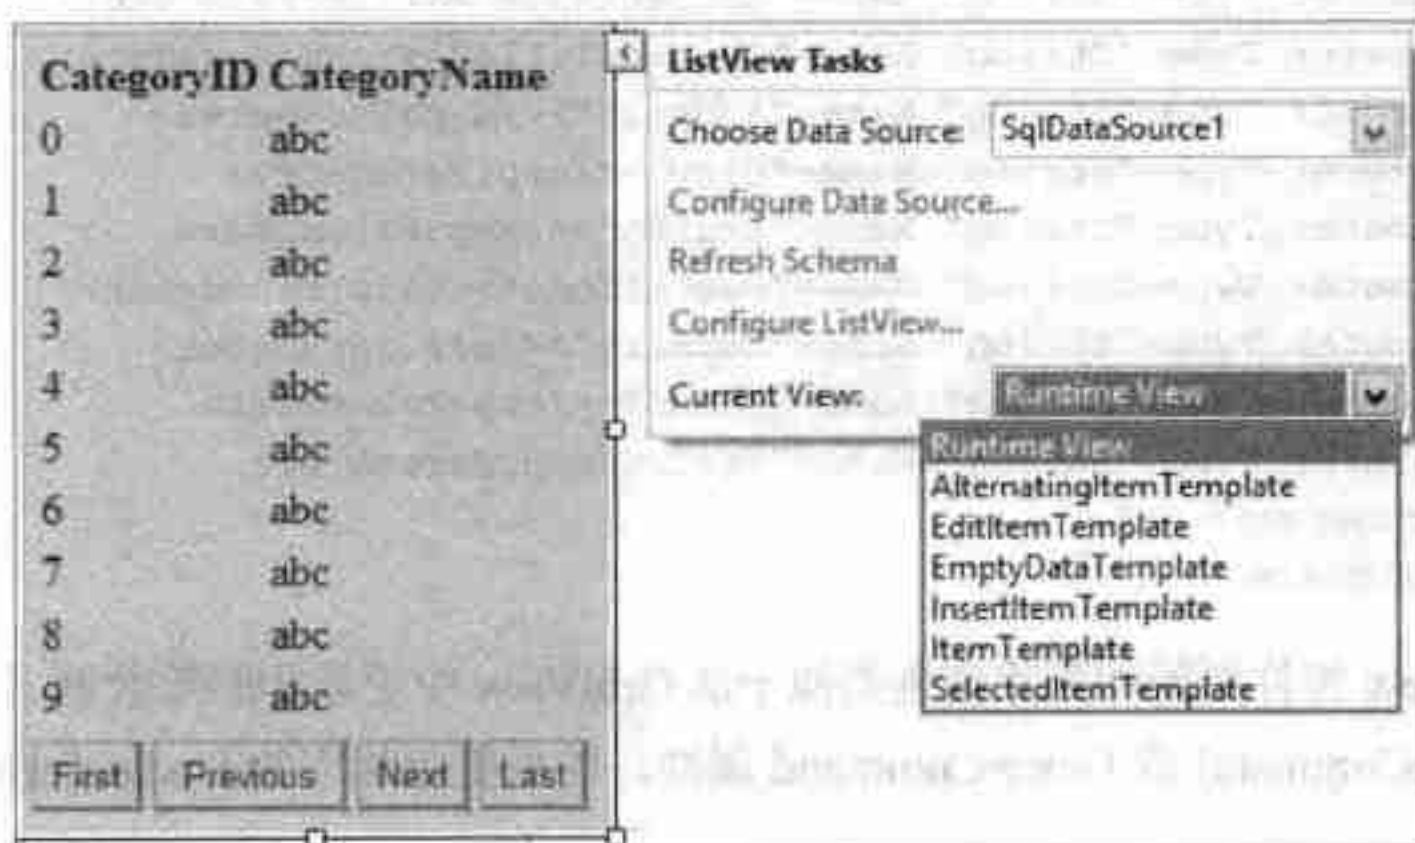 CategoryID CategoryName
0 abc
1 abc
2 abc
3 abc
4 abc
5 abc
6 abc
7 abc
8 abc
9 abc
First Previous Next Last
ListView Tasks
Choose Data Source: SqlDataSource1
Configure Data Source...
Refresh Schema
Configure ListView...
Current View: Runtime View
Runtime View
AlternatingItemTemplate
EditItemTemplate
EmptyDataTemplate
InsertItemTemplate
ItemTemplate
SelectedItemTemplate